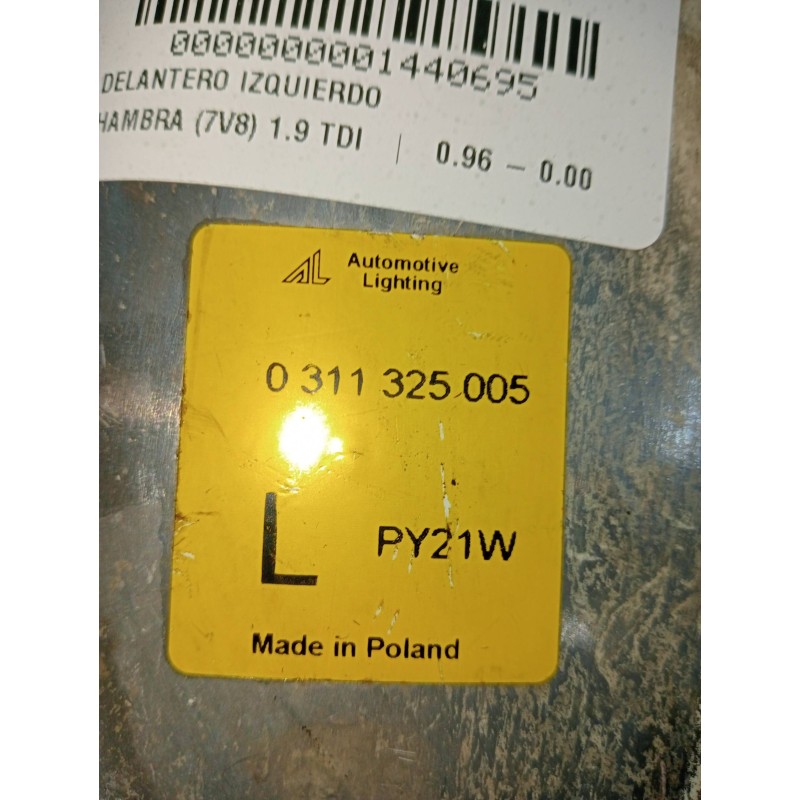 0000000001440695
DELANTERO IZQUIERDO
HAMBRA (7V8) 1.9 TDI | 0.96 – 0.00
AL Automotive
Lighting
0 311 325 005
L PY21W
Made in Poland